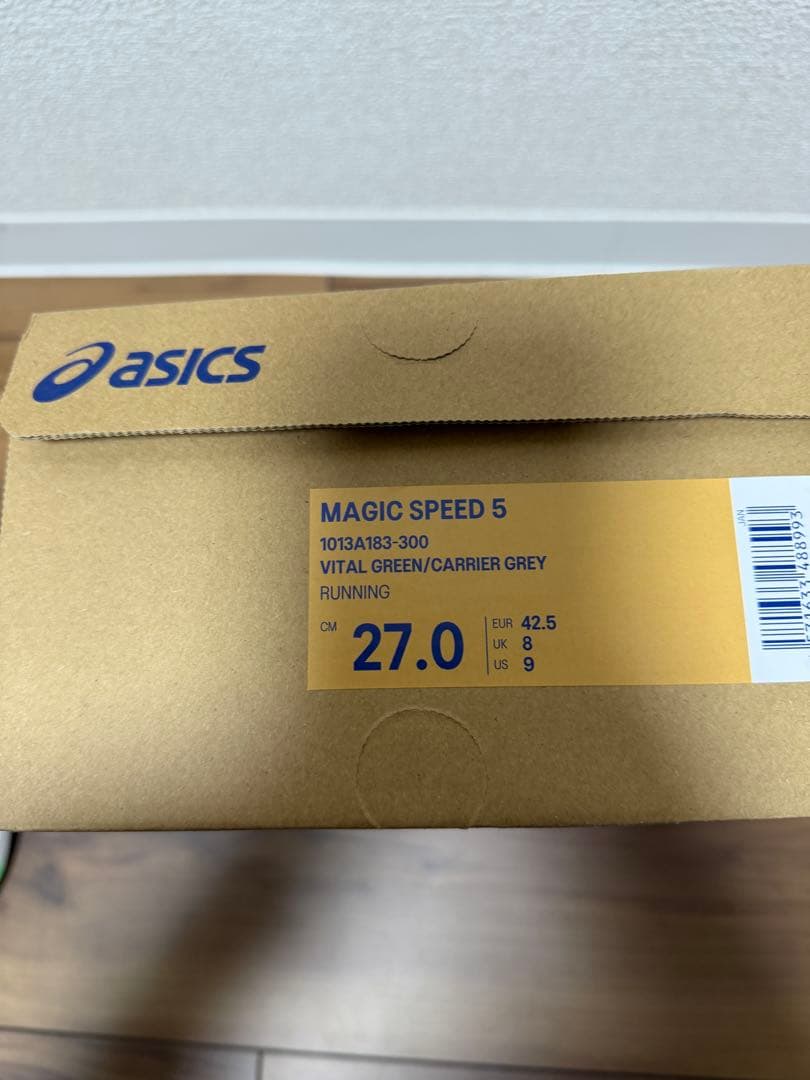 asics
MAGIC SPEED 5
1013A183-300
VITAL GREEN/CARRIER GREY
RUNNING
CM 27.0
EUR 42.5
UK 8
US 9
JAN